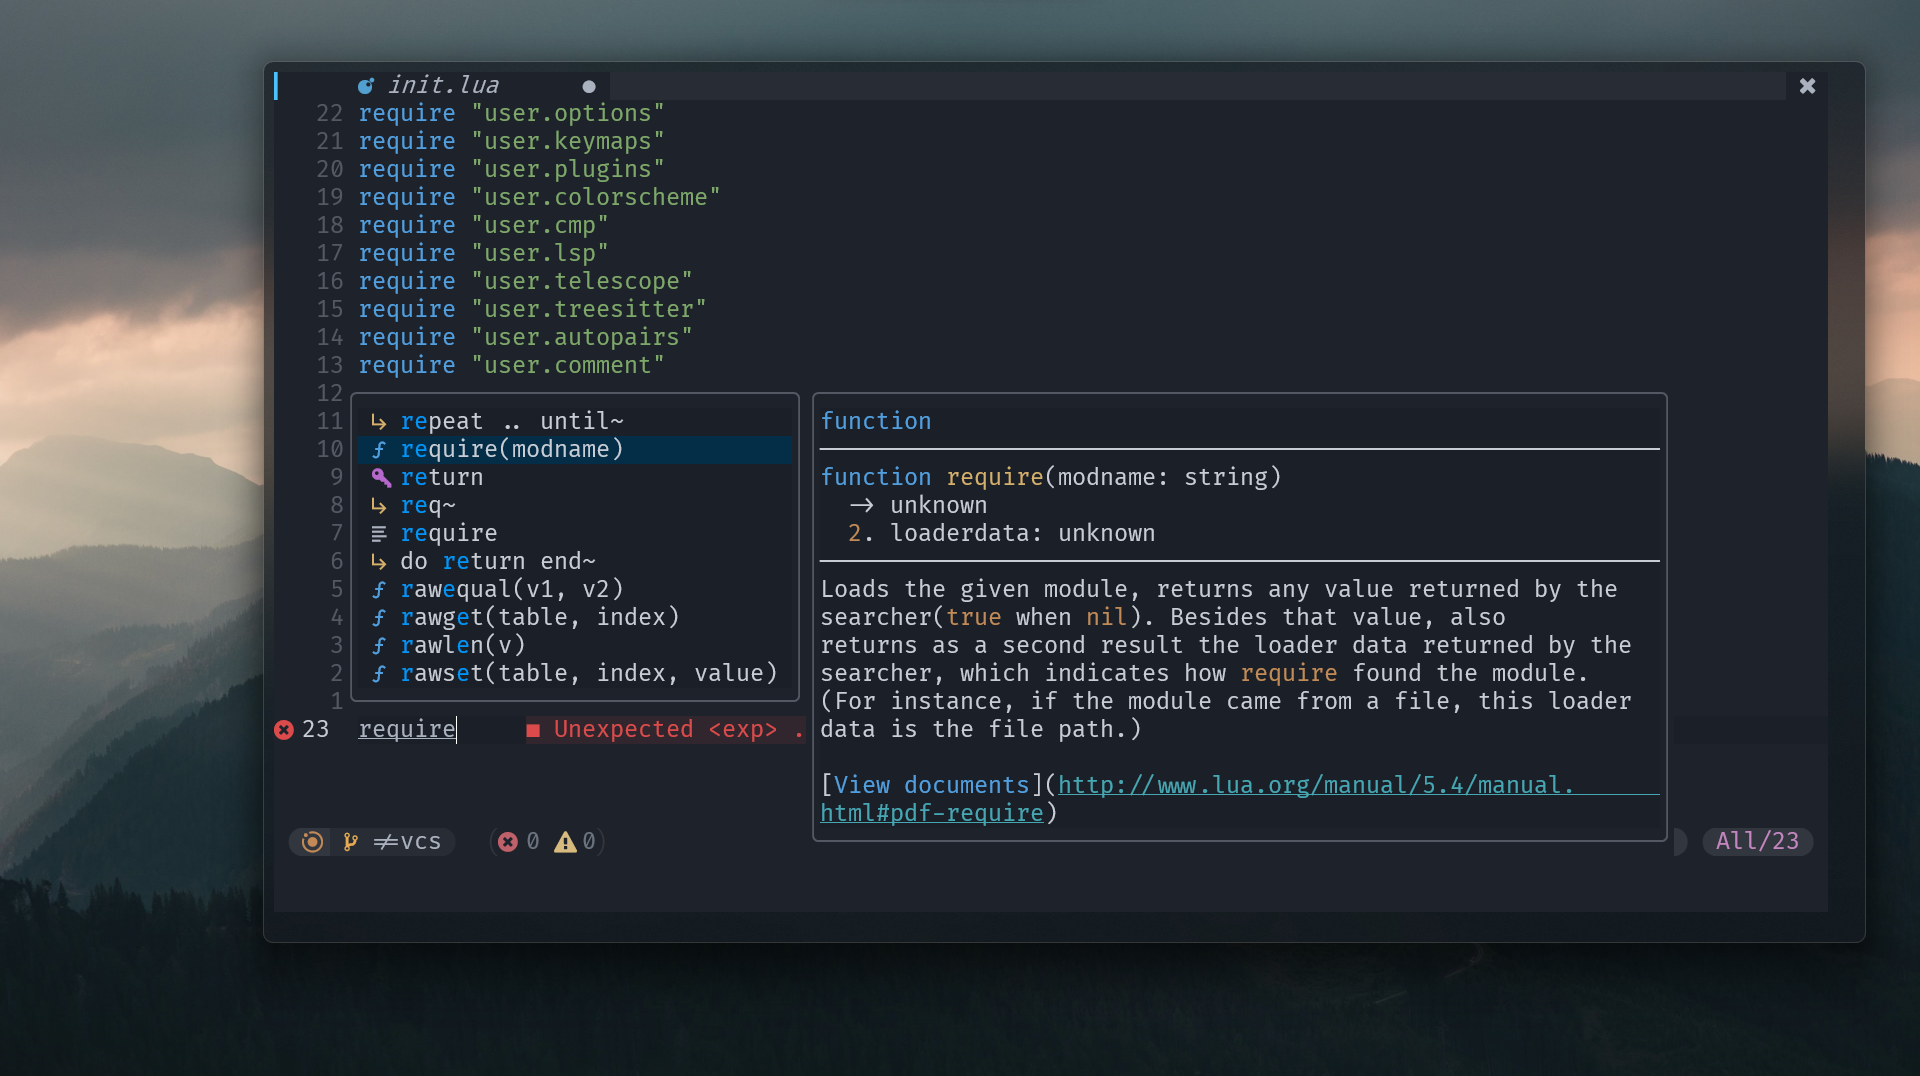 init.lua
22 require "user.options"
21 require "user.keymaps"
20 require "user.plugins"
19 require "user.colorscheme"
18 require "user.cmp"
17 require "user.lsp"
16 require "user.telescope"
15 require "user.treesitter"
14 require "user.autopairs"
13 require "user.comment"
12
11
10
9
8
7
6
5
4
3
2
1
repeat .. until~
require(modname)
return
req~
require
do return end~
rawequal(v1, v2)
rawget(table, index)
rawlen(v)
rawset(table, index, value)
function
function require(modname: string)
-> unknown
2. loaderdata: unknown
Loads the given module, returns any value returned by the
searcher(true when nil). Besides that value, also
returns as a second result the loader data returned by the
searcher, which indicates how require found the module.
(For instance, if the module came from a file, this loader
data is the file path.)
[View documents](http://www.lua.org/manual/5.4/manual.
html#pdf-require)
23 require ■ Unexpected <exp> .
≠vcs 0 0 All/23